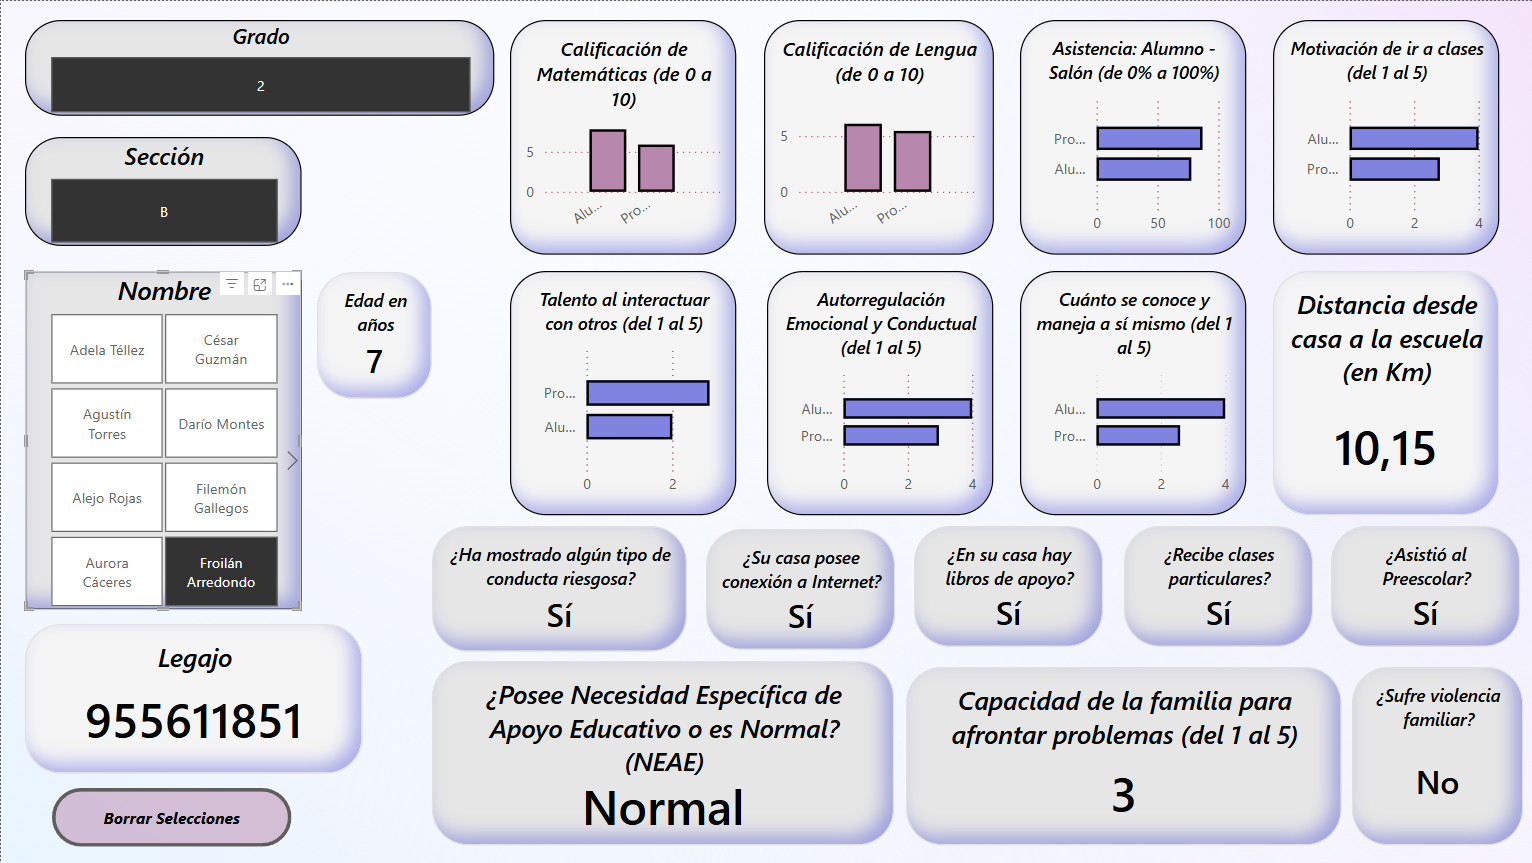 Grado
2
Sección
B
Nombre
Adela Téllez
César
Guzmán
Agustín
Torres
Darío Montes
Alejo Rojas
Filemón
Gallegos
Aurora
Cáceres
Froilán
Arredondo
Edad en
años
7
Legajo
955611851
Borrar Selecciones
Calificación de
Matemáticas (de 0 a
10)
5
0
Alu...
Pro...
Calificación de Lengua
(de 0 a 10)
5
0
Alu...
Pro...
Asistencia: Alumno -
Salón (de 0% a 100%)
Pro...
Alu...
0 50 100
Motivación de ir a clases
(del 1 al 5)
Alu...
Pro...
0 2 4
Talento al interactuar
con otros (del 1 al 5)
Pro...
Alu...
0 2
Autorregulación
Emocional y Conductual
(del 1 al 5)
Alu...
Pro...
0 2 4
Cuánto se conoce y
maneja a sí mismo (del 1
al 5)
Alu...
Pro...
0 2 4
Distancia desde
casa a la escuela
(en Km)
10,15
¿Ha mostrado algún tipo de
conducta riesgosa?
Sí
¿Su casa posee
conexión a Internet?
Sí
¿En su casa hay
libros de apoyo?
Sí
¿Recibe clases
particulares?
Sí
¿Asistió al
Preescolar?
Sí
¿Posee Necesidad Específica de
Apoyo Educativo o es Normal?
(NEAE)
Normal
Capacidad de la familia para
afrontar problemas (del 1 al 5)
3
¿Sufre violencia
familiar?
No